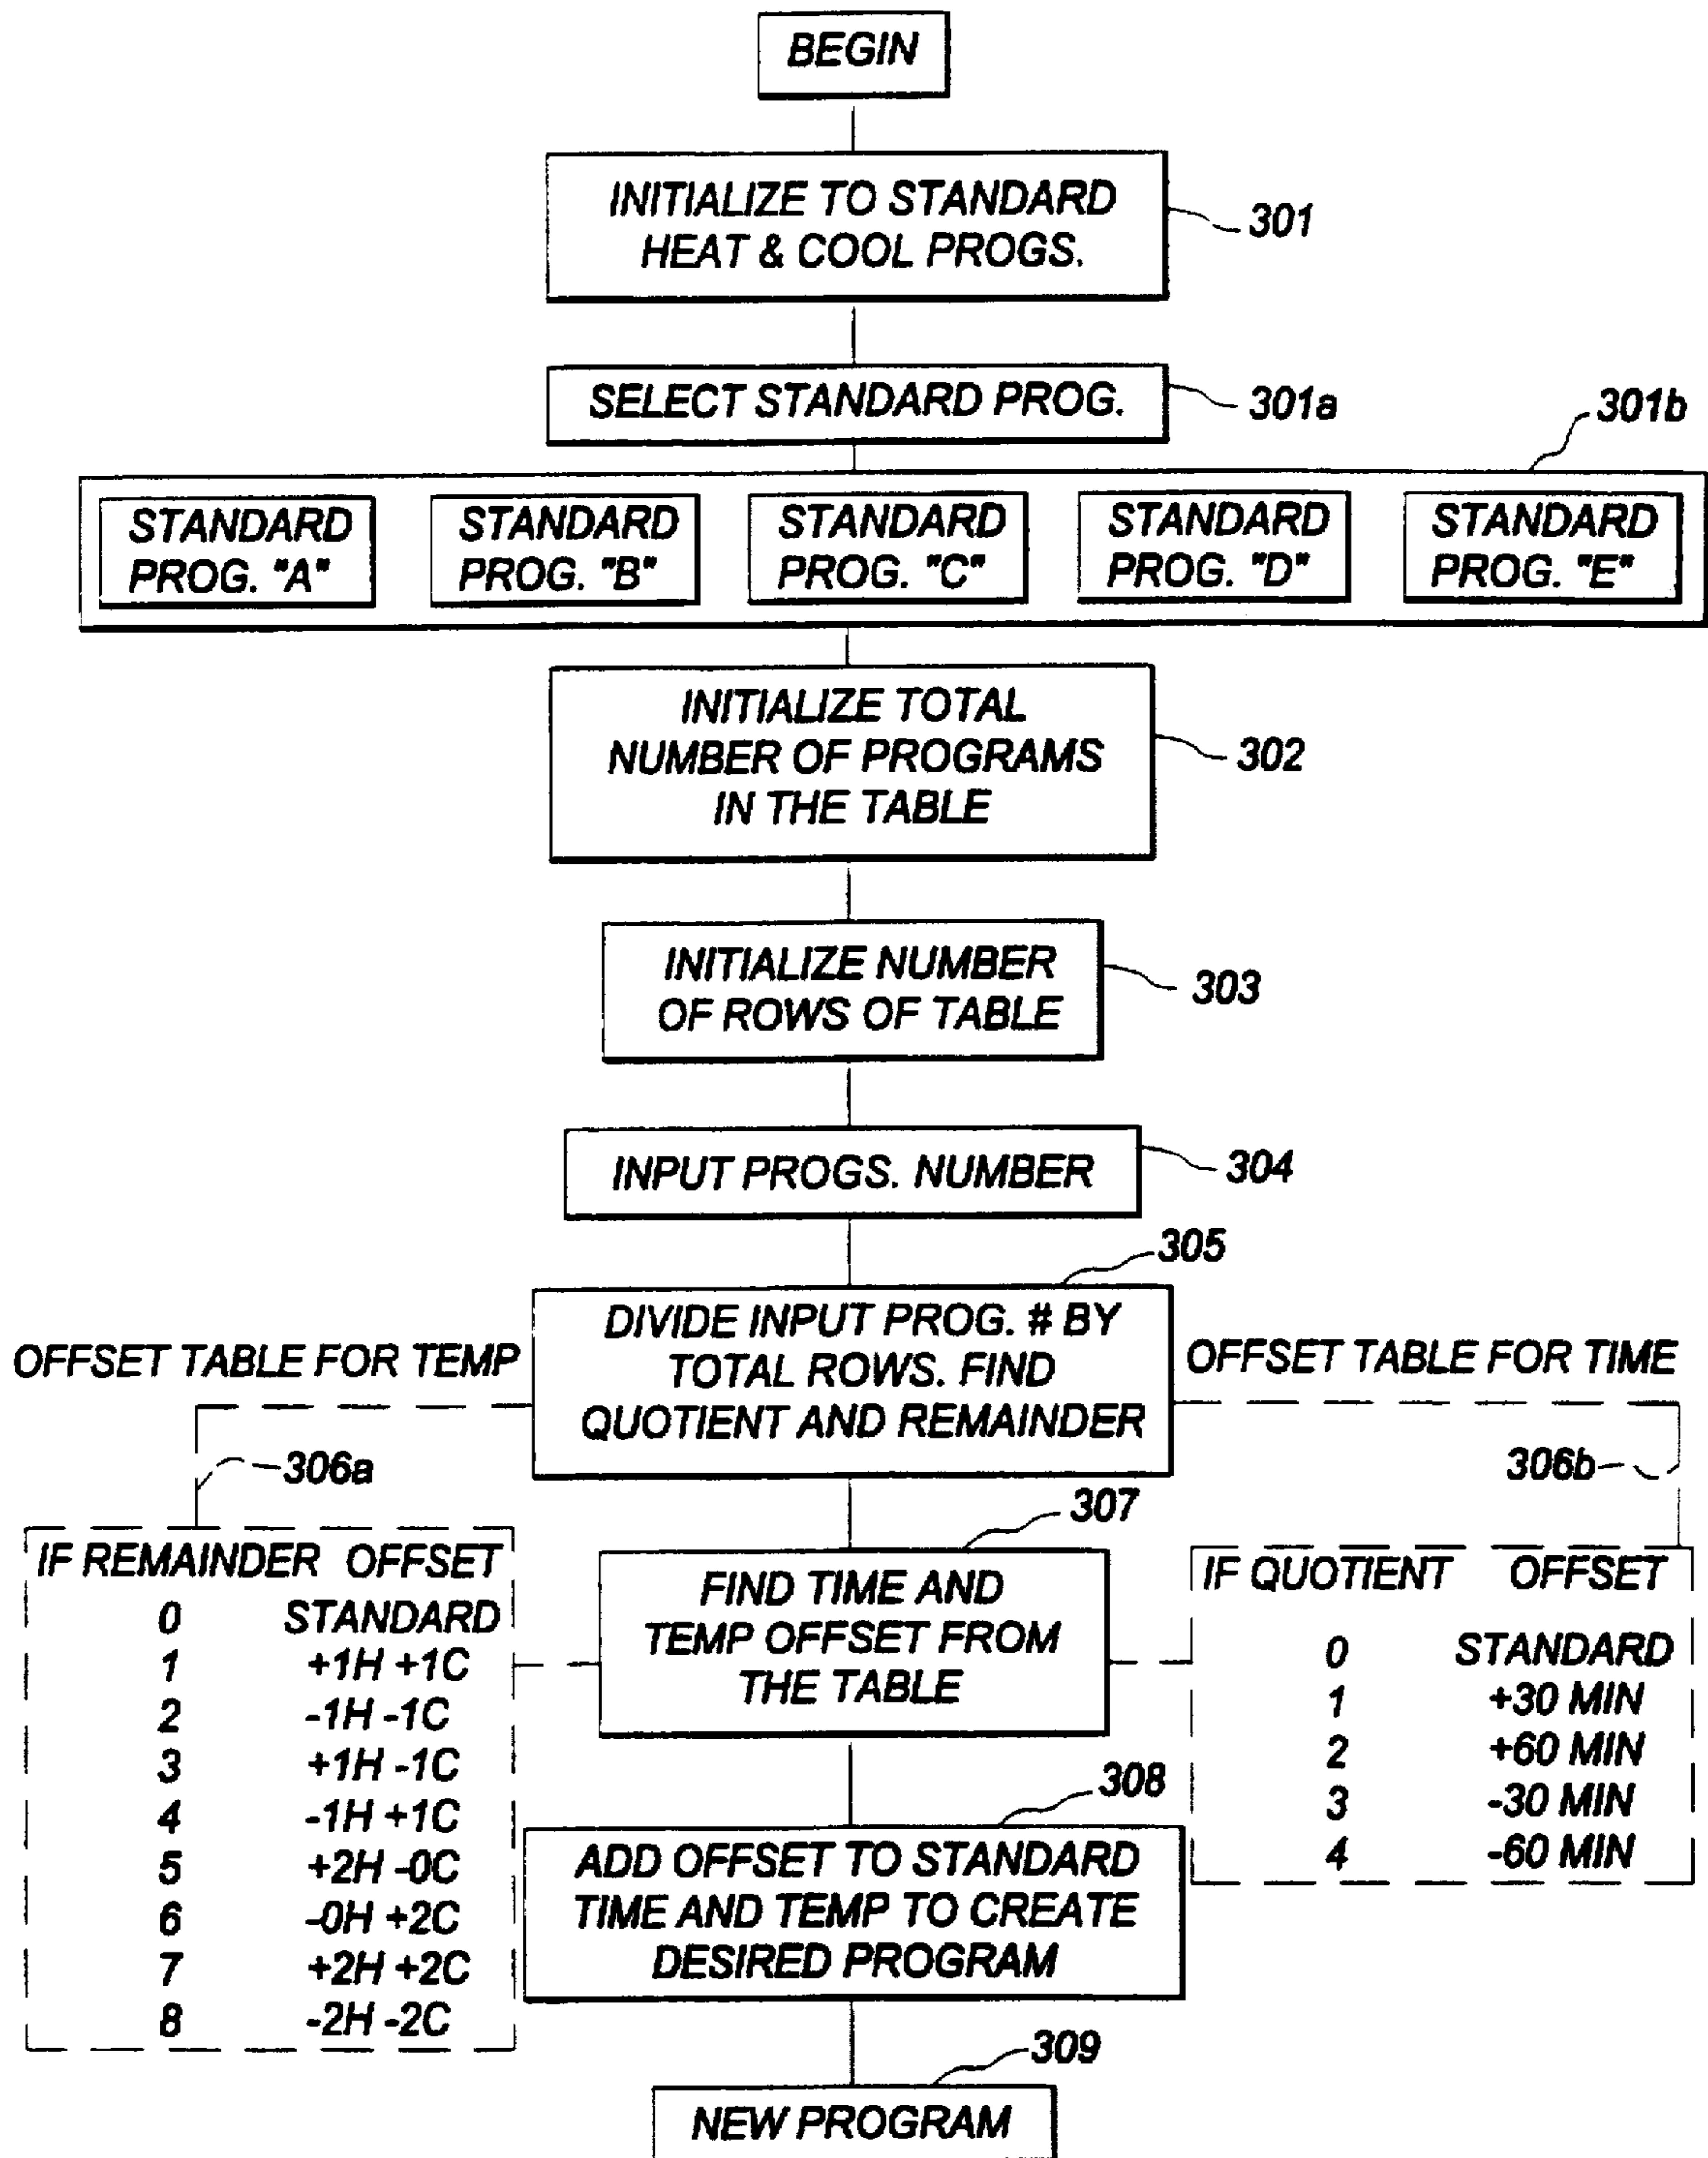 BEGIN
INITIALIZE TO STANDARD
HEAT & COOL PROGS.
301
SELECT STANDARD PROG.
301a
301b
STANDARD
PROG. "A"
STANDARD
PROG. "B"
STANDARD
PROG. "C"
STANDARD
PROG. "D"
STANDARD
PROG. "E"
INITIALIZE TOTAL
NUMBER OF PROGRAMS
IN THE TABLE
302
INITIALIZE NUMBER
OF ROWS OF TABLE
303
INPUT PROGS. NUMBER
304
305
DIVIDE INPUT PROG. # BY
TOTAL ROWS. FIND
QUOTIENT AND REMAINDER
OFFSET TABLE FOR TEMP
OFFSET TABLE FOR TIME
306a
306b
IF REMAINDER OFFSET
0 STANDARD
1 +1H +1C
2 -1H -1C
3 +1H -1C
4 -1H +1C
5 +2H -0C
6 -0H +2C
7 +2H +2C
8 -2H -2C
307
FIND TIME AND
TEMP OFFSET FROM
THE TABLE
IF QUOTIENT OFFSET
0 STANDARD
1 +30 MIN
2 +60 MIN
3 -30 MIN
4 -60 MIN
308
ADD OFFSET TO STANDARD
TIME AND TEMP TO CREATE
DESIRED PROGRAM
309
NEW PROGRAM